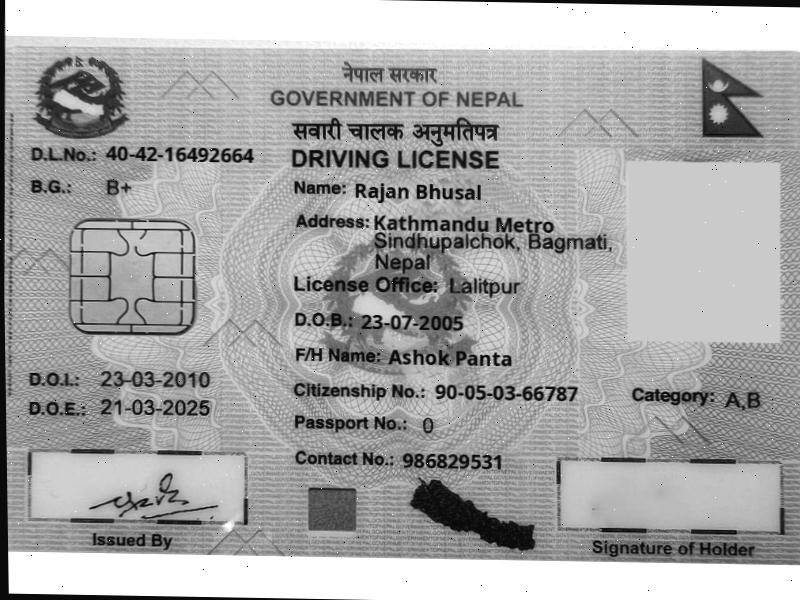 नेपाल सरकार
GOVERNMENT OF NEPAL
सवारी चालक अनुमतिपत्र
DRIVING LICENSE
D.L.No.: 40-42-16492664
B.G.: B+
Name: Rajan Bhusal
Address: Kathmandu Metro
Sindhupalchok, Bagmati,
Nepal
License Office: Lalitpur
D.O.B.: 23-07-2005
F/H Name: Ashok Panta
D.O.I.: 23-03-2010
Citizenship No.: 90-05-03-66787
Category: A,B
D.O.E.: 21-03-2025
Passport No.: 0
Contact No.: 986829531
Issued By
Signature of Holder